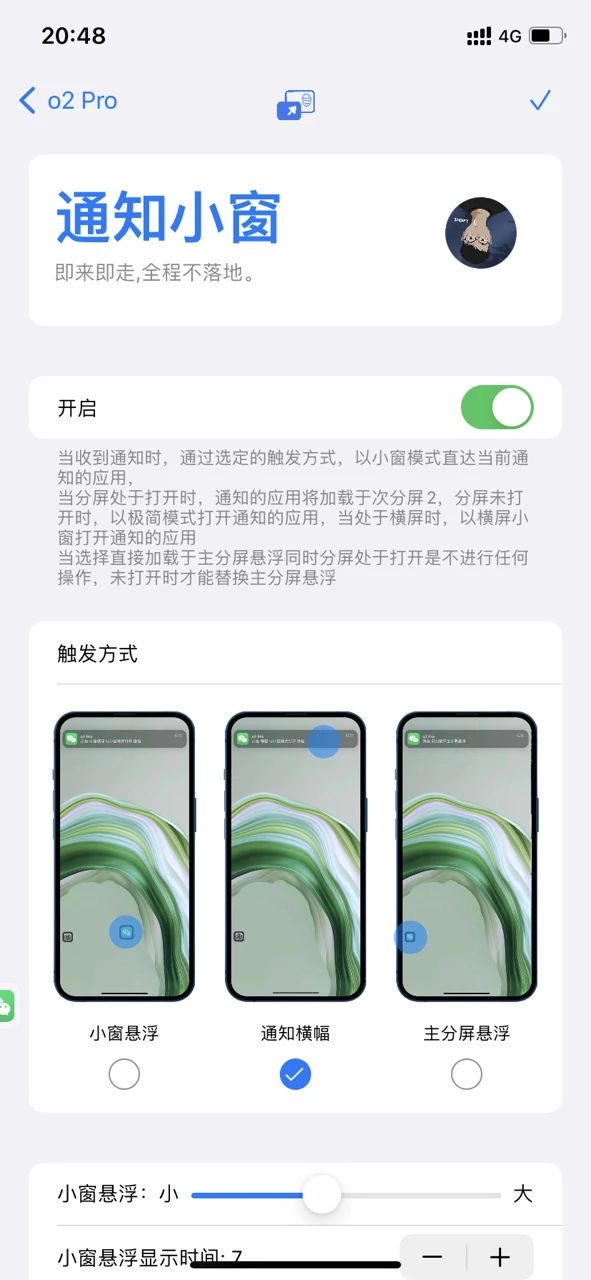 20:48
4G
o2 Pro
通知小窗
即来即走,全程不落地。
开启
当收到通知时，通过选定的触发方式，以小窗模式直达当前通
知的应用，
当分屏处于打开时，通知的应用将加载于次分屏2，分屏未打
开时，以极简模式打开通知的应用，当处于横屏时，以横屏小
窗打开通知的应用
当选择直接加载于主分屏悬浮同时分屏处于打开是不进行任何
操作，未打开时才能替换主分屏悬浮
触发方式
o2 Pro
o2 Pro
o2 Pro
小窗悬浮
通知横幅
主分屏悬浮
小窗悬浮：小
大
小窗悬浮显示时间: 7